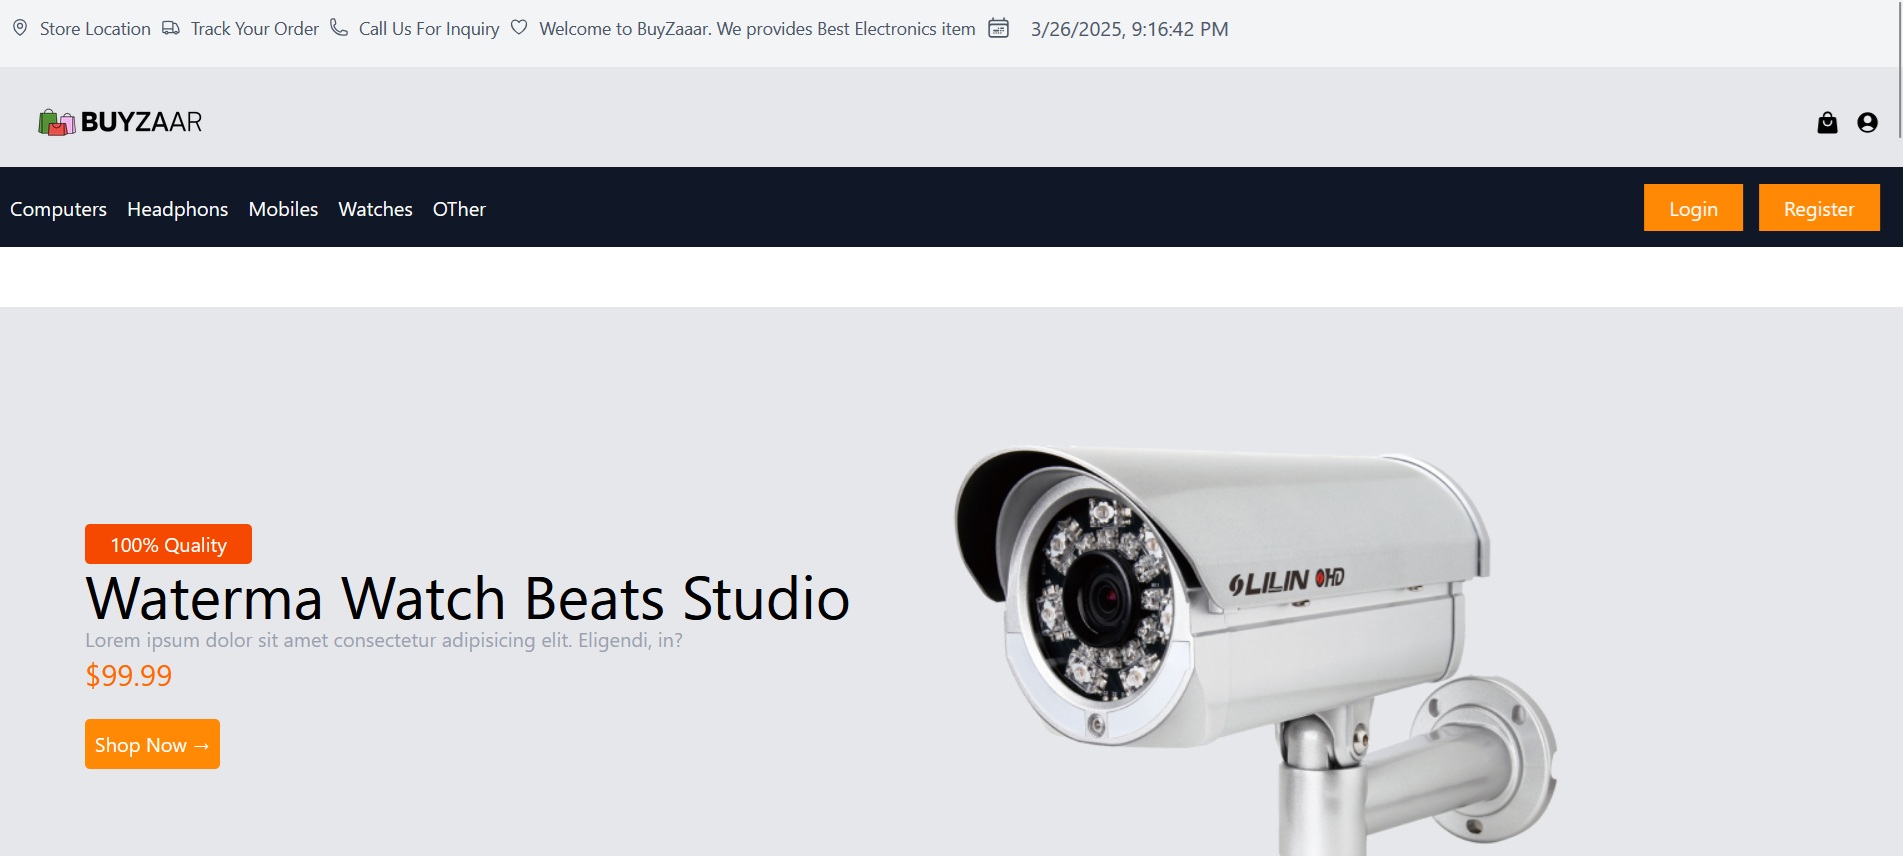 Store Location Track Your Order Call Us For Inquiry Welcome to BuyZaaar. We provides Best Electronics item 3/26/2025, 9:16:42 PM
BUYZAAR
Computers Headphons Mobiles Watches OTher Login Register
100% Quality
Waterma Watch Beats Studio
Lorem ipsum dolor sit amet consectetur adipisicing elit. Eligendi, in?
$99.99
Shop Now →
LILIN HD